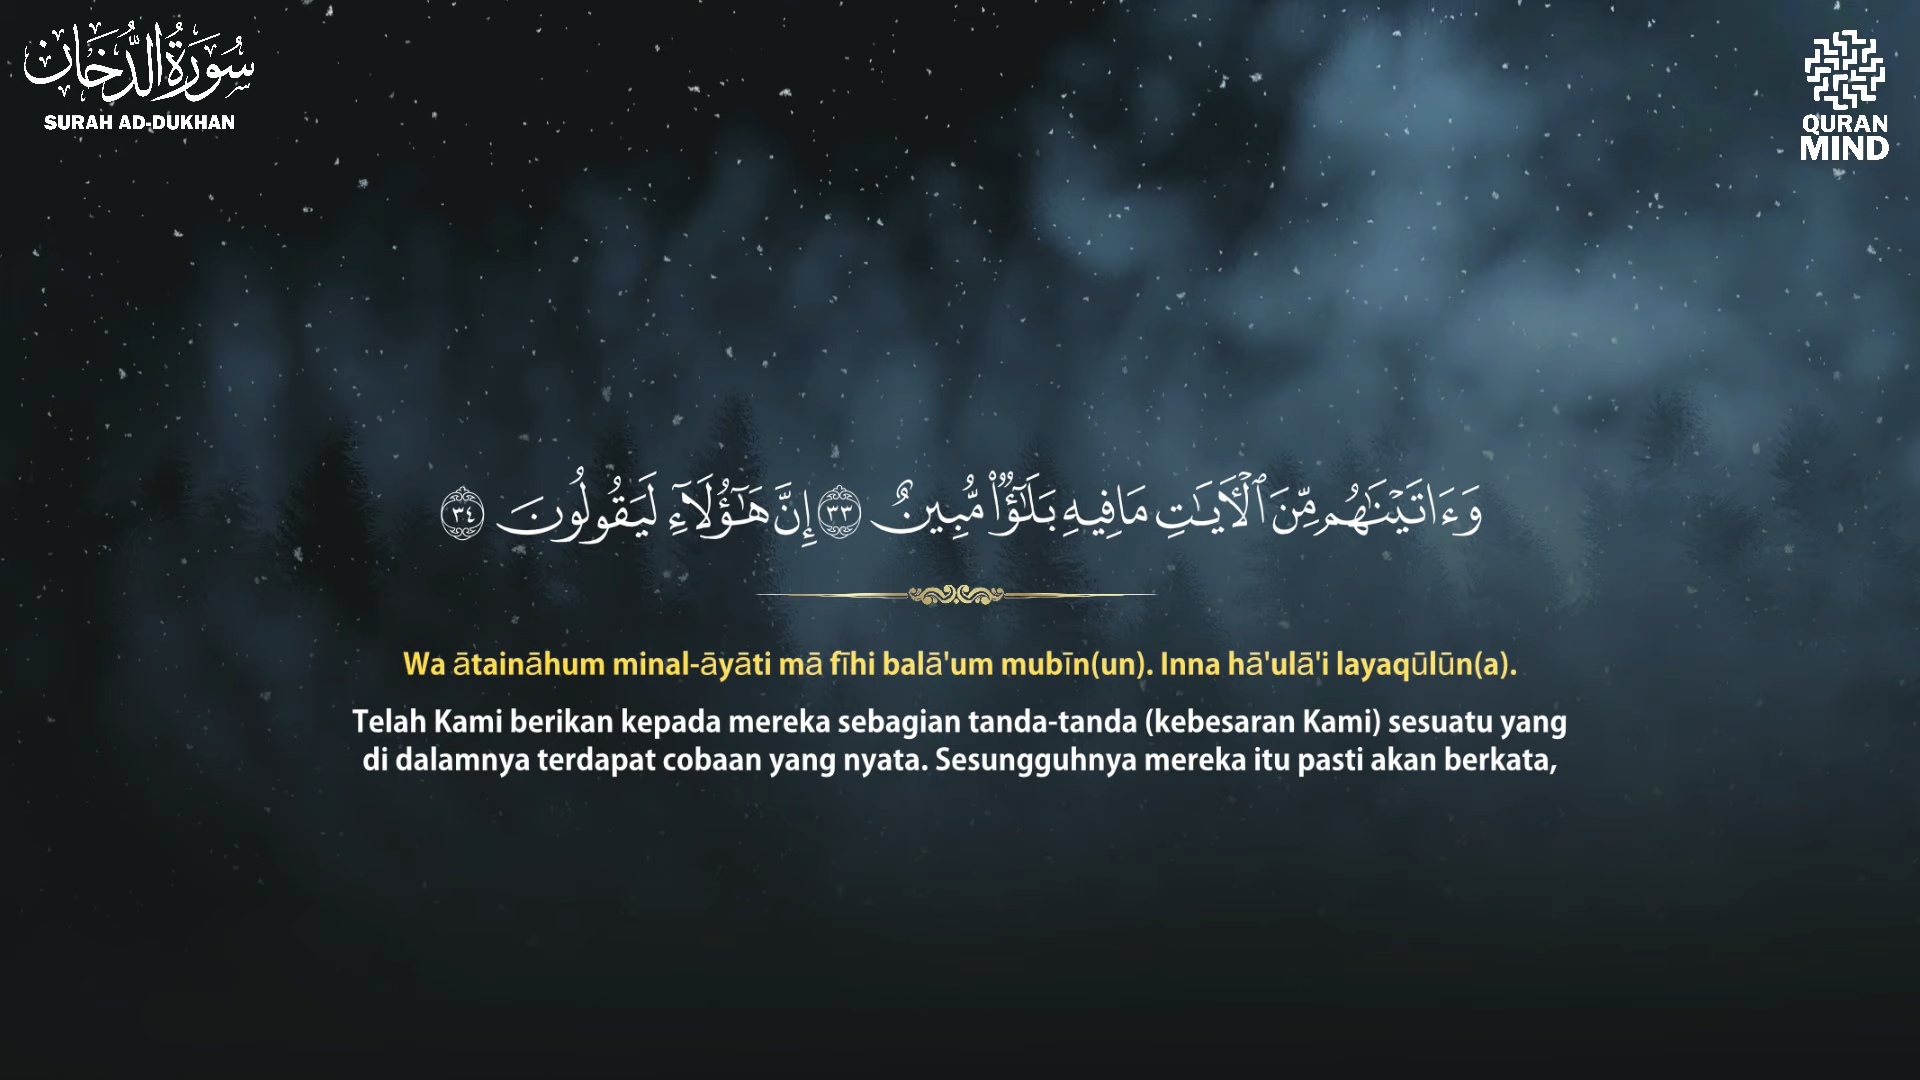 سُورَةُ الدُّخَان
SURAH AD-DUKHAN
QURAN
MIND
وَءَاتَيْنَٰهُم مِّنَ ٱلْءَايَٰتِ مَا فِيهِ بَلَٰٓؤٌا۟ مُّبِينٌ ٣٣ إِنَّ هَٰٓؤُلَآءِ لَيَقُولُونَ ٣٤
Wa ātaināhum minal-āyāti mā fīhi balā'um mubīn(un). Inna hā'ulā'i layaqūlūn(a).
Telah Kami berikan kepada mereka sebagian tanda-tanda (kebesaran Kami) sesuatu yang
di dalamnya terdapat cobaan yang nyata. Sesungguhnya mereka itu pasti akan berkata,